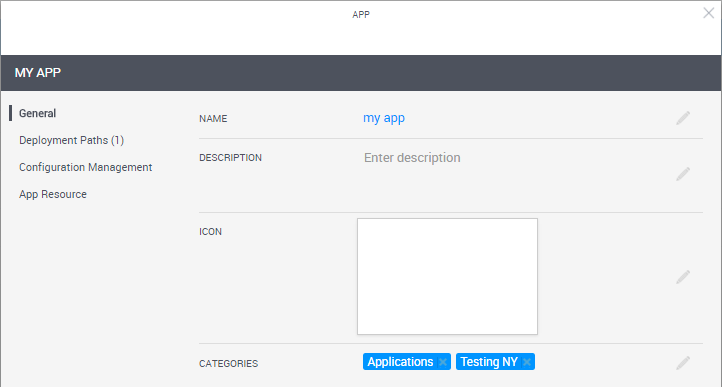 APP
MY APP
General
Deployment Paths (1)
Configuration Management
App Resource
NAME
my app
DESCRIPTION
Enter description
ICON
CATEGORIES
Applications × Testing NY ×